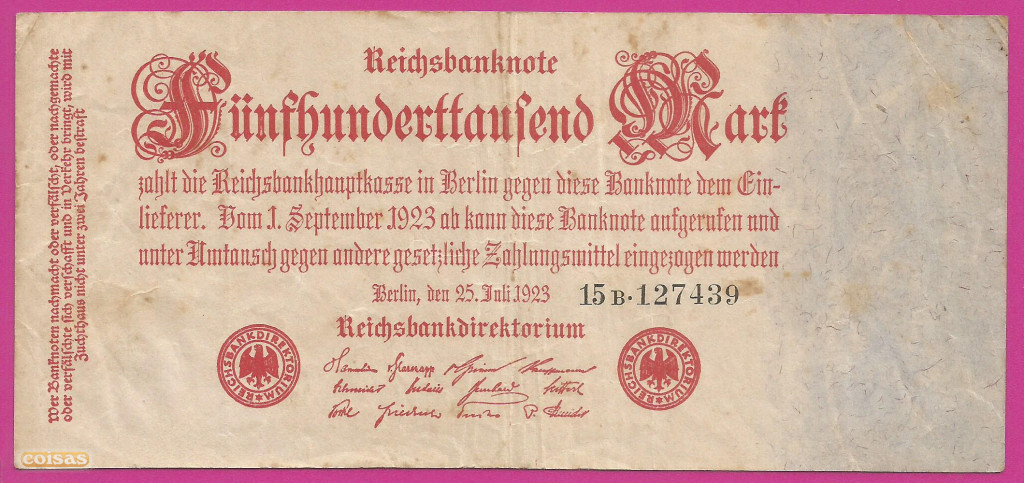 Reichsbanknote
Fünfhunderttausend Mark
zahlt die Reichsbankhauptkasse in Berlin gegen diese Banknote dem Ein-
lieferer. Vom 1. September 1923 ab kann diese Banknote aufgerufen und
unter Umtausch gegen andere gesetzliche Zahlungsmittel eingezogen werden
Berlin, den 25. Juli 1923
15B·127439
Reichsbankdirektorium
REICHSBANKDIREKTORIUM
REICHSBANKDIREKTORIUM
Wer Banknoten nachmacht oder verfälscht, oder nachgemachte
oder verfälschte sich verschafft und in Verkehr bringt, wird mit
Zuchthaus nicht unter zwei Jahren bestraft
coisas